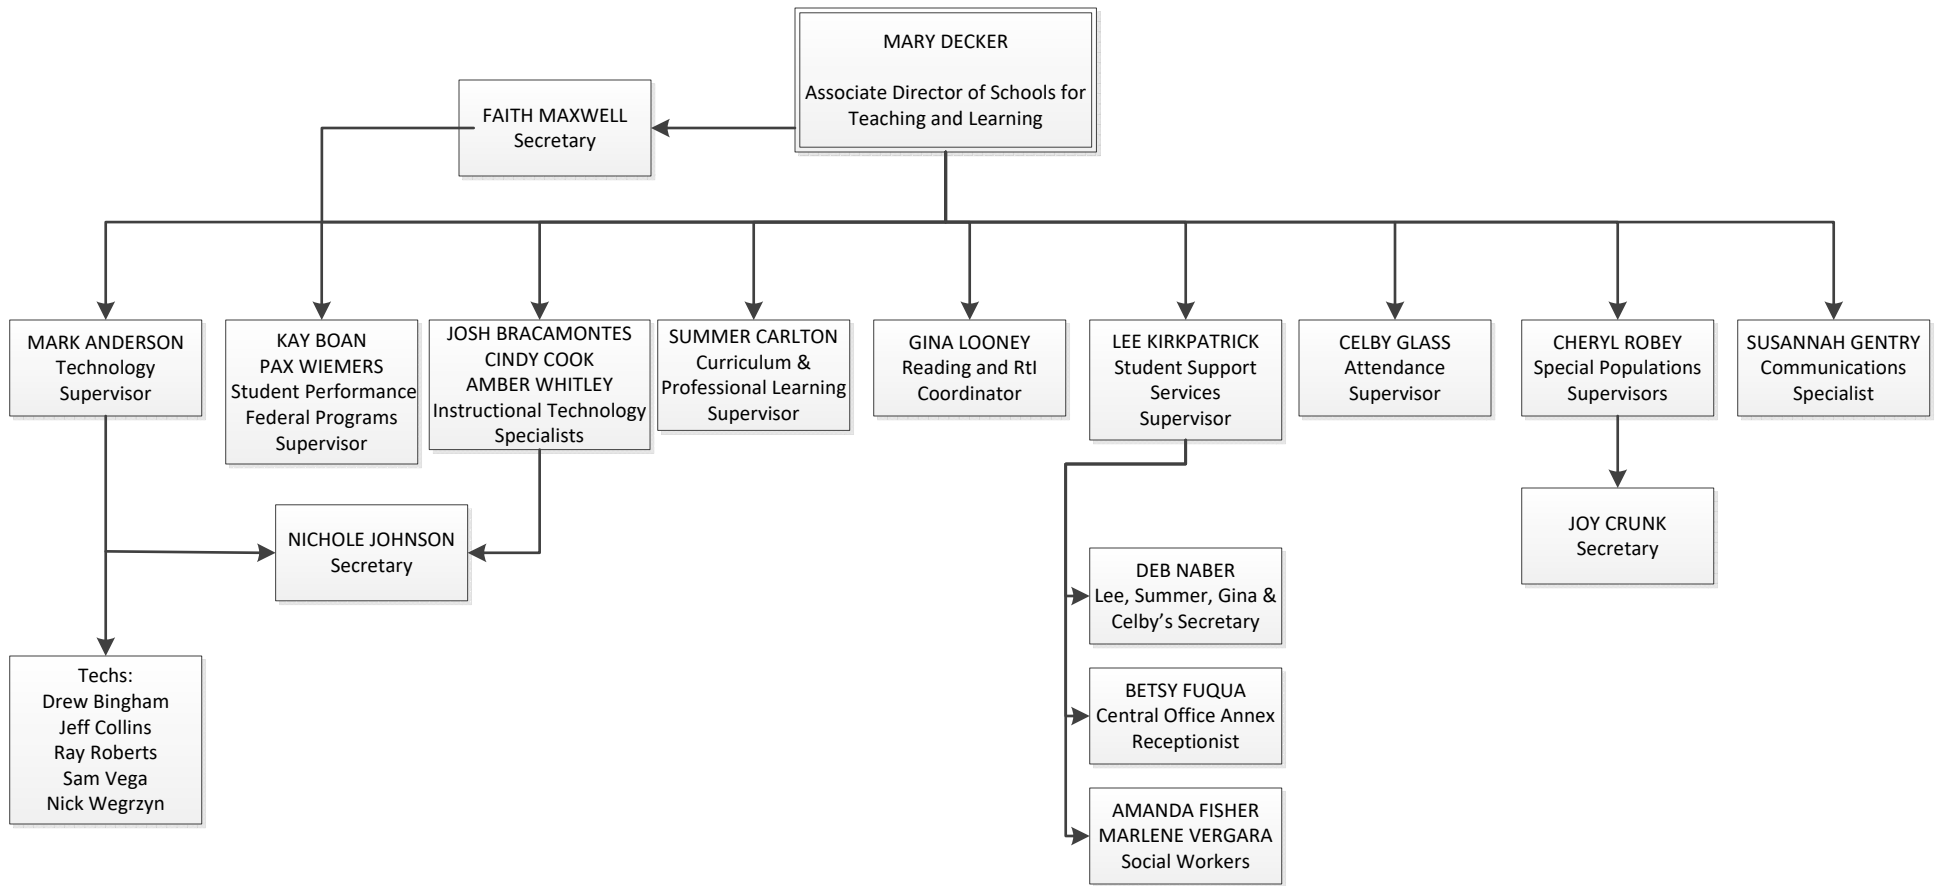 MARY DECKER
Associate Director of Schools for
Teaching and Learning
FAITH MAXWELL
Secretary
MARK ANDERSON
Technology
Supervisor
KAY BOAN
PAX WIEMERS
Student Performance
Federal Programs
Supervisor
JOSH BRACAMONTES
CINDY COOK
AMBER WHITLEY
Instructional Technology
Specialists
SUMMER CARLTON
Curriculum &
Professional Learning
Supervisor
GINA LOONEY
Reading and RtI
Coordinator
LEE KIRKPATRICK
Student Support
Services
Supervisor
CELBY GLASS
Attendance
Supervisor
CHERYL ROBEY
Special Populations
Supervisors
SUSANNAH GENTRY
Communications
Specialist
NICHOLE JOHNSON
Secretary
JOY CRUNK
Secretary
DEB NABER
Lee, Summer, Gina &
Celby’s Secretary
BETSY FUQUA
Central Office Annex
Receptionist
AMANDA FISHER
MARLENE VERGARA
Social Workers
Techs:
Drew Bingham
Jeff Collins
Ray Roberts
Sam Vega
Nick Wegrzyn